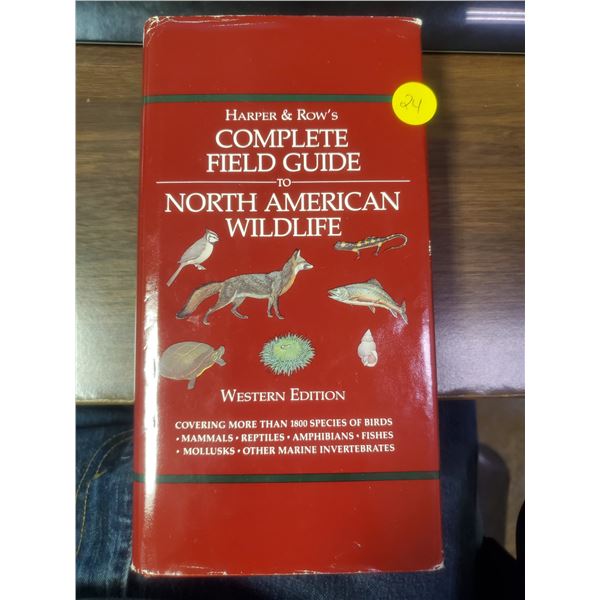 24
HARPER & ROW'S
COMPLETE
FIELD GUIDE
TO
NORTH AMERICAN
WILDLIFE
WESTERN EDITION
COVERING MORE THAN 1800 SPECIES OF BIRDS
• MAMMALS • REPTILES • AMPHIBIANS • FISHES
• MOLLUSKS • OTHER MARINE INVERTEBRATES